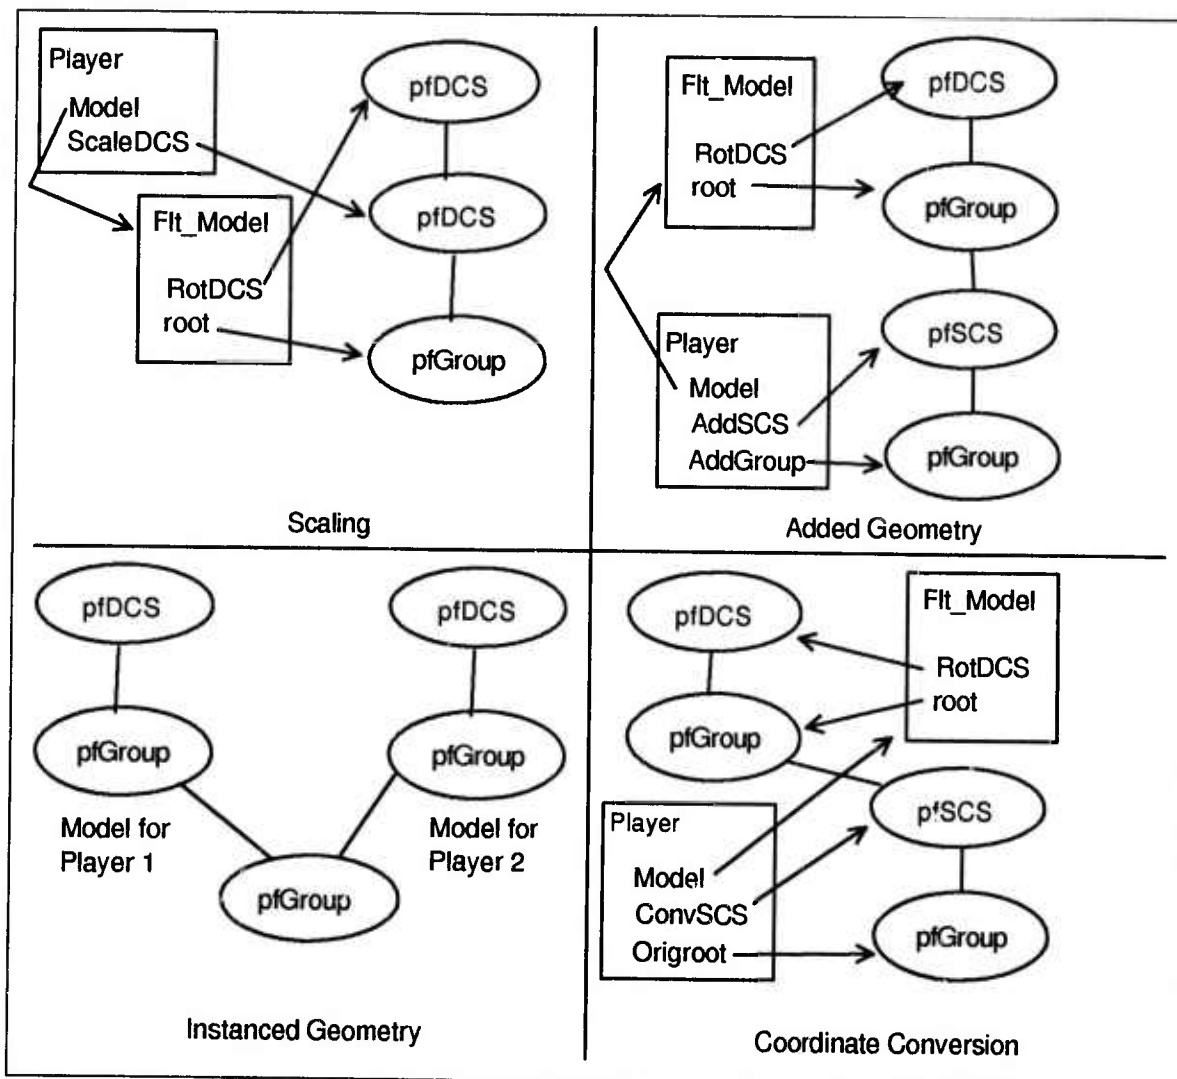 Player
Model
ScaleDCS
Flt_Model
RotDCS
root
pfDCS
pfDCS
pfGroup
Scaling
Flt_Model
RotDCS
root
Player
Model
AddSCS
AddGroup
pfDCS
pfGroup
pfSCS
pfGroup
Added Geometry
pfDCS
pfDCS
pfGroup
pfGroup
Model for
Player 1
Model for
Player 2
pfGroup
Instanced Geometry
pfDCS
pfGroup
Flt_Model
RotDCS
root
Player
Model
ConvSCS
Origroot
pfSCS
pfGroup
Coordinate Conversion